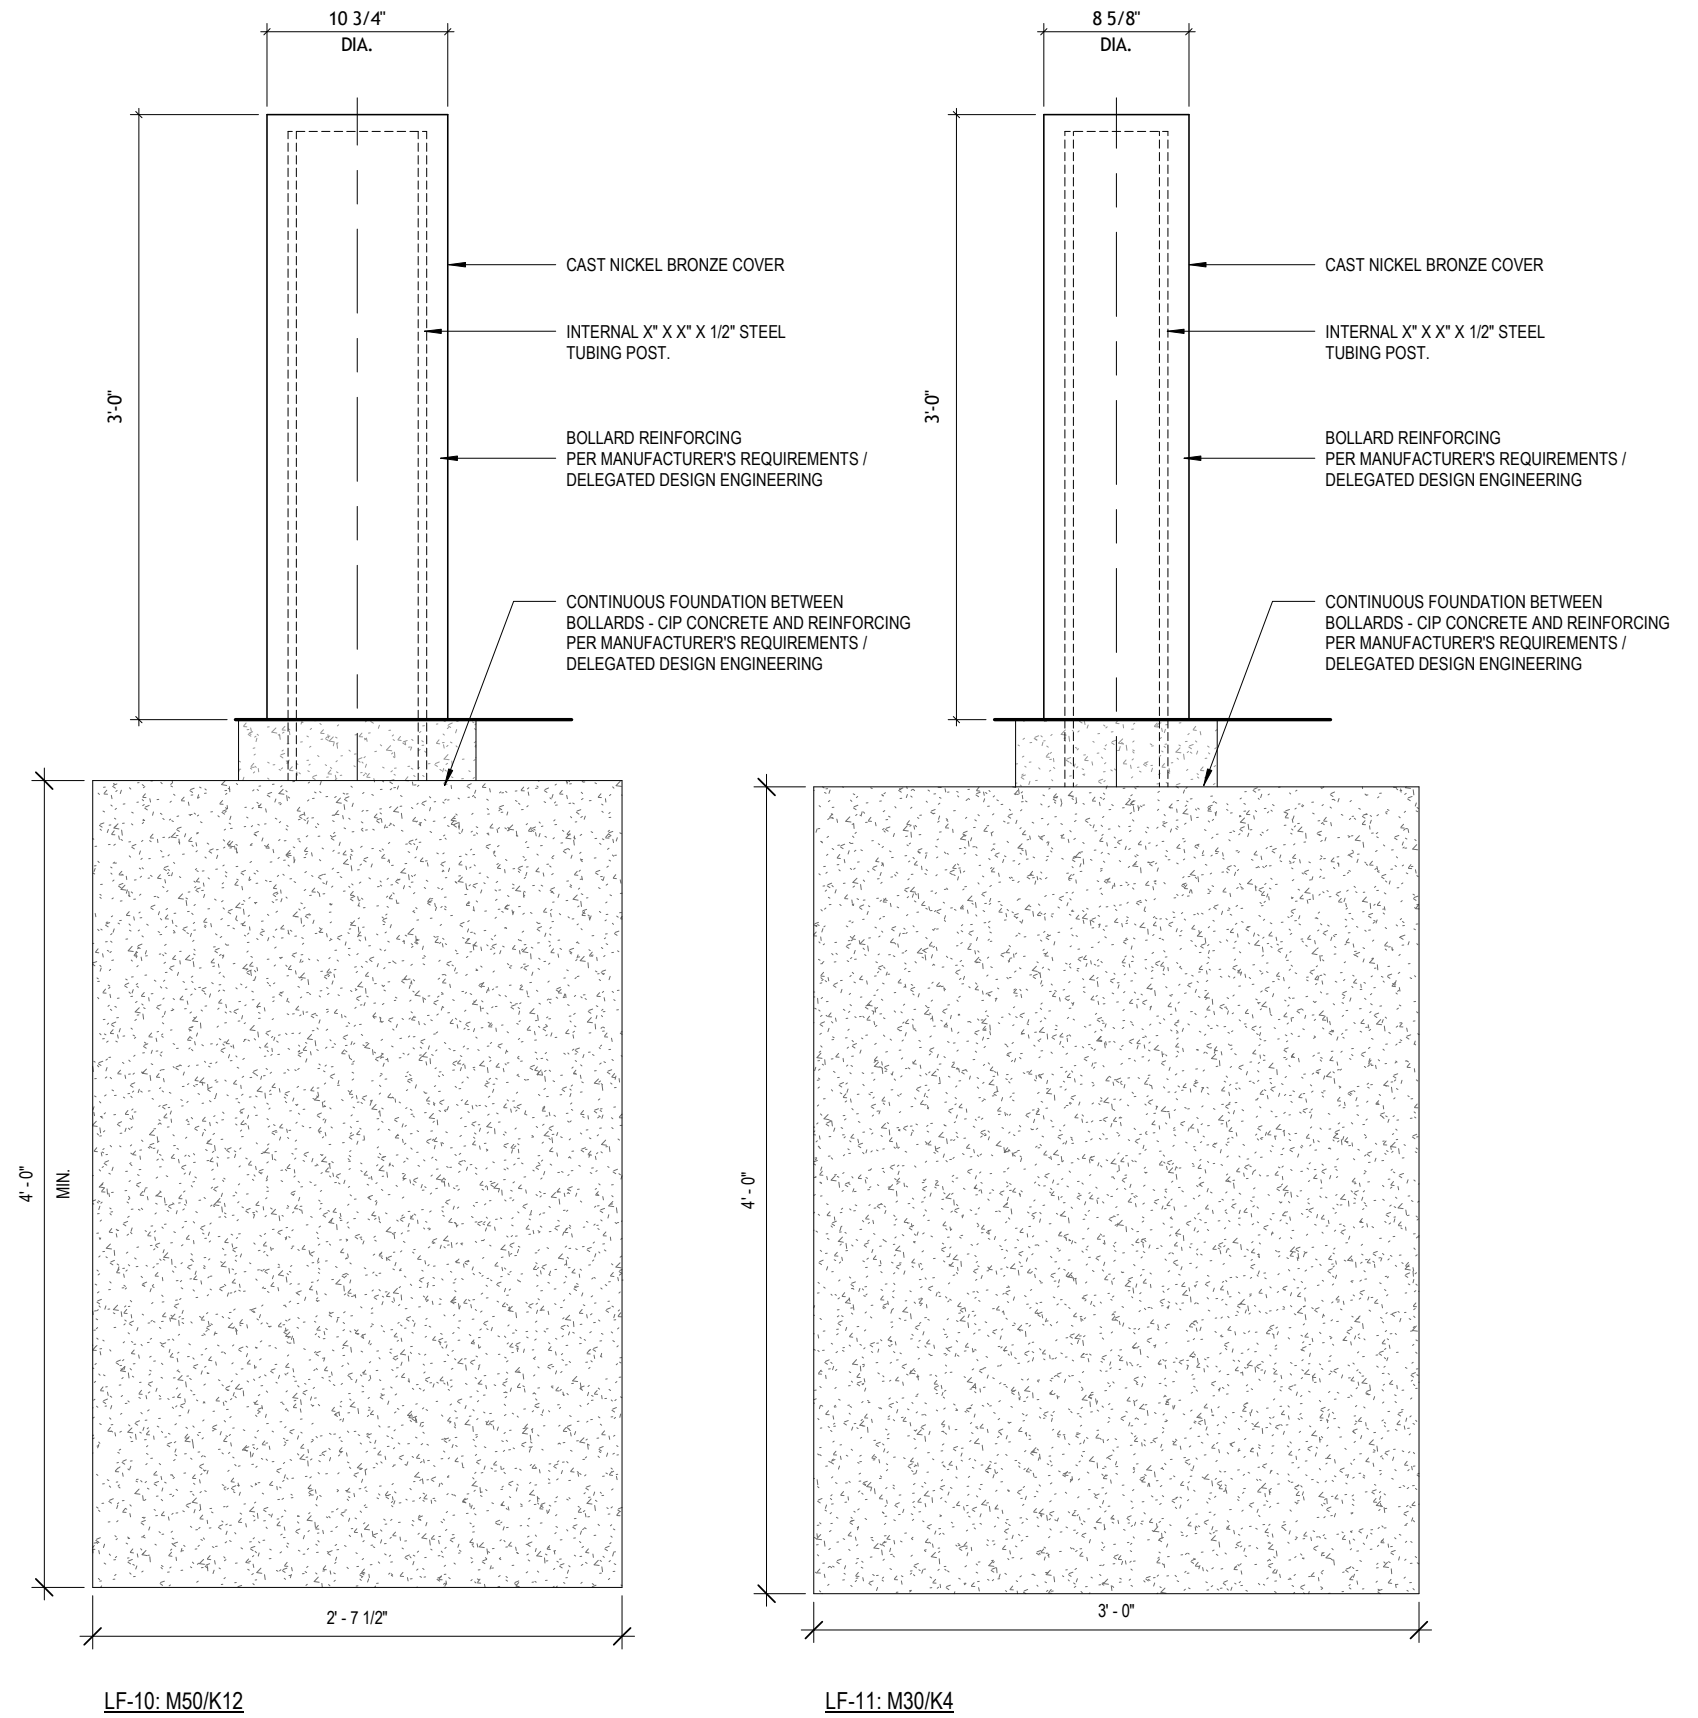 10 3/4"
DIA.
3'-0"
CAST NICKEL BRONZE COVER
INTERNAL X" X X" X 1/2" STEEL
TUBING POST.
BOLLARD REINFORCING
PER MANUFACTURER'S REQUIREMENTS /
DELEGATED DESIGN ENGINEERING
CONTINUOUS FOUNDATION BETWEEN
BOLLARDS - CIP CONCRETE AND REINFORCING
PER MANUFACTURER'S REQUIREMENTS /
DELEGATED DESIGN ENGINEERING
4' - 0"
MIN.
2' - 7 1/2"
LF-10: M50/K12
8 5/8"
DIA.
3'-0"
CAST NICKEL BRONZE COVER
INTERNAL X" X X" X 1/2" STEEL
TUBING POST.
BOLLARD REINFORCING
PER MANUFACTURER'S REQUIREMENTS /
DELEGATED DESIGN ENGINEERING
CONTINUOUS FOUNDATION BETWEEN
BOLLARDS - CIP CONCRETE AND REINFORCING
PER MANUFACTURER'S REQUIREMENTS /
DELEGATED DESIGN ENGINEERING
4' - 0"
3' - 0"
LF-11: M30/K4